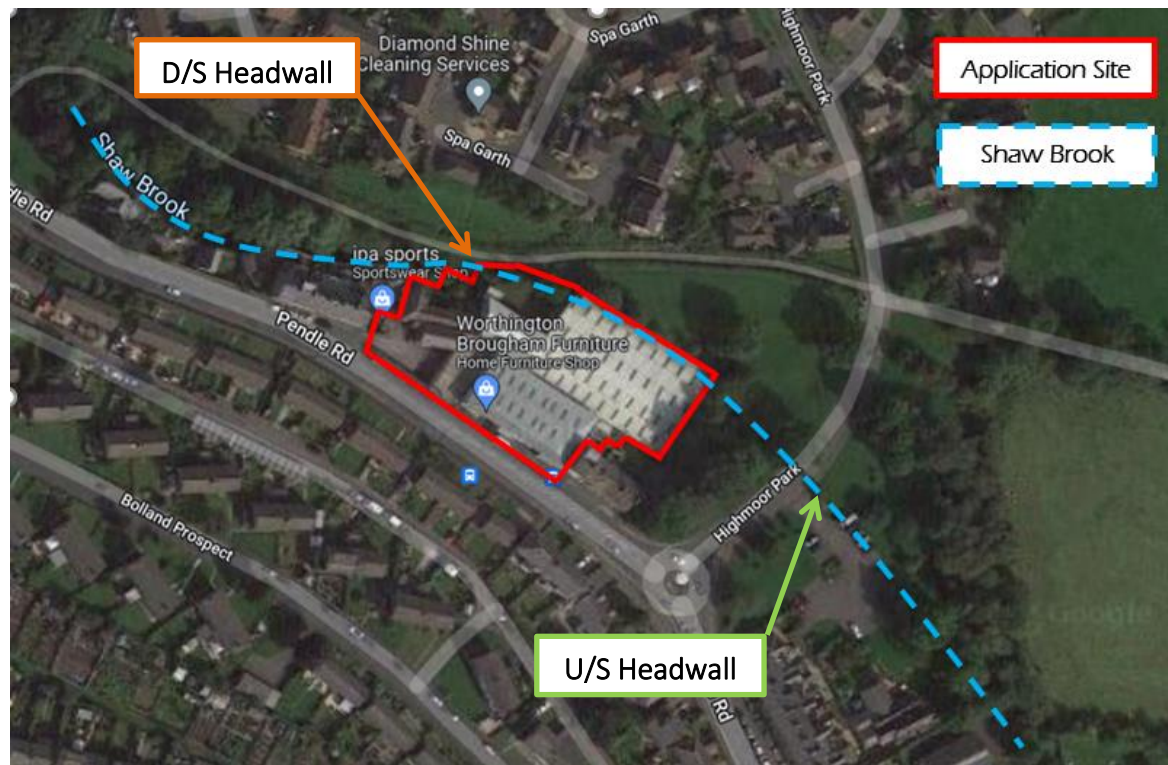 Spa Garth
Highmoor Park
Diamond Shine
Cleaning Services
D/S Headwall
Application Site
Shaw Brook
Spa Garth
Shaw Brook
dle Rd
ipa sports
Sportswear Shop
Pendle Rd
Worthington
Brougham Furniture
Home Furniture Shop
Highmoor Park
Bolland Prospect
Google
U/S Headwall
Rd